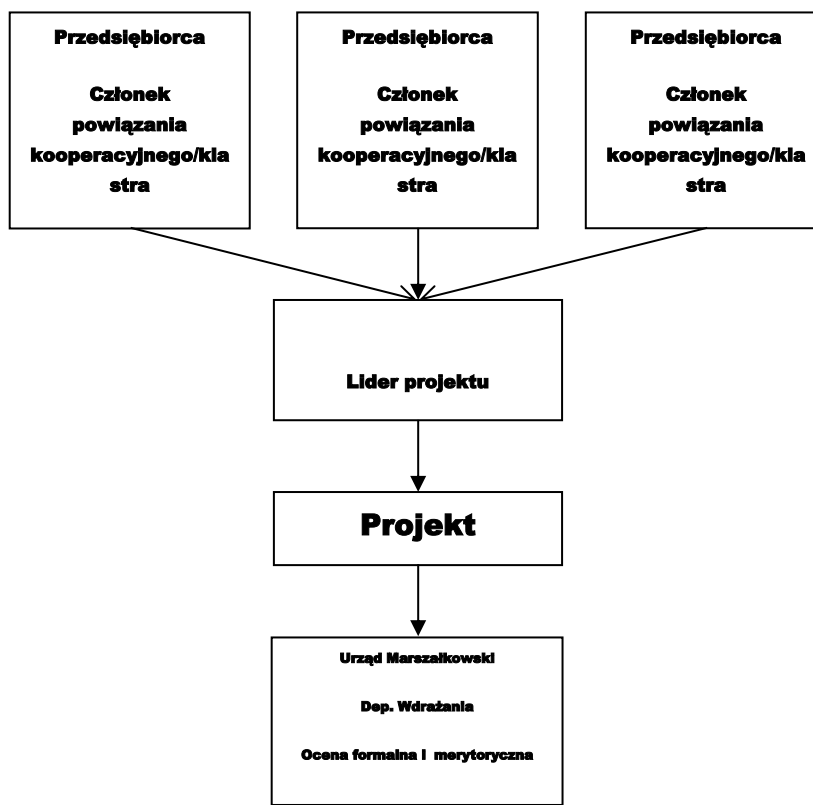 Przedsiębiorca
Członek
powiązania
kooperacyjnego/kla
stra
Przedsiębiorca
Członek
powiązania
kooperacyjnego/kla
stra
Przedsiębiorca
Członek
powiązania
kooperacyjnego/kla
stra
Lider projektu
Projekt
Urząd Marszałkowski
Dep. Wdrażania
Ocena formalna i merytoryczna